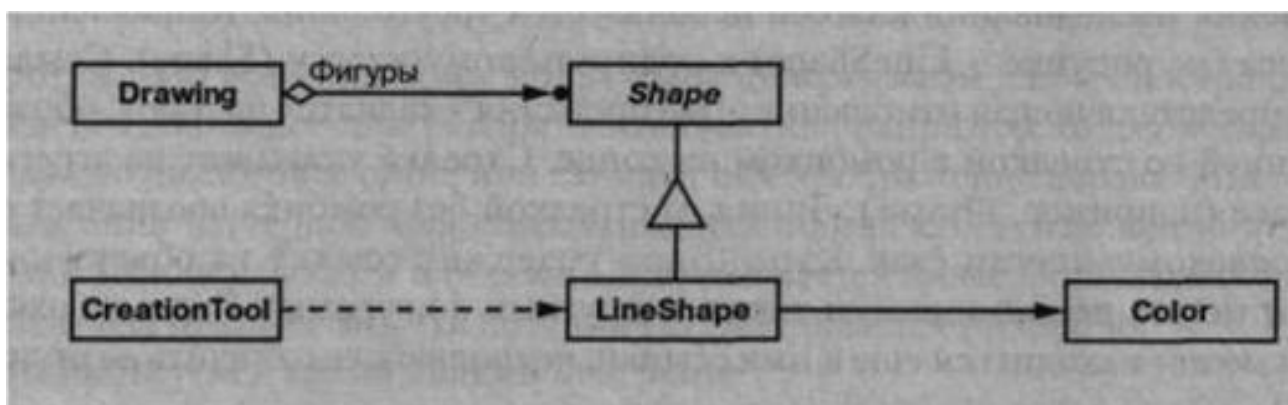 Фигуры
Drawing
Shape
CreationTool
LineShape
Color